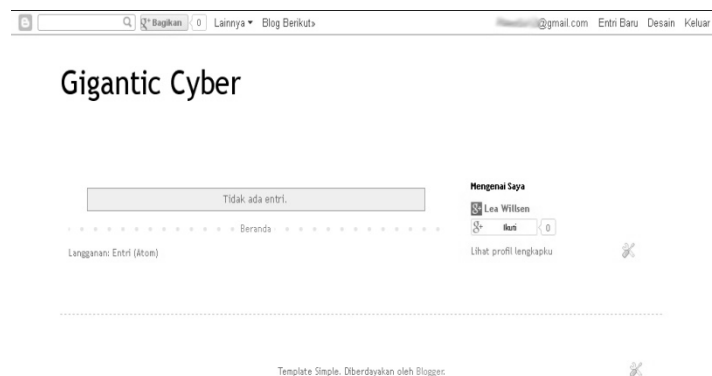 Bagikan 0 Lainnya Blog Berikut» @gmail.com Entri Baru Desain Keluar
Gigantic Cyber
Tidak ada entri.
Beranda
Langganan: Entri (Atom)
Mengenai Saya
Lea Willsen
Ikuti 0
Lihat profil lengkapku
Template Simple. Diberdayakan oleh Blogger.